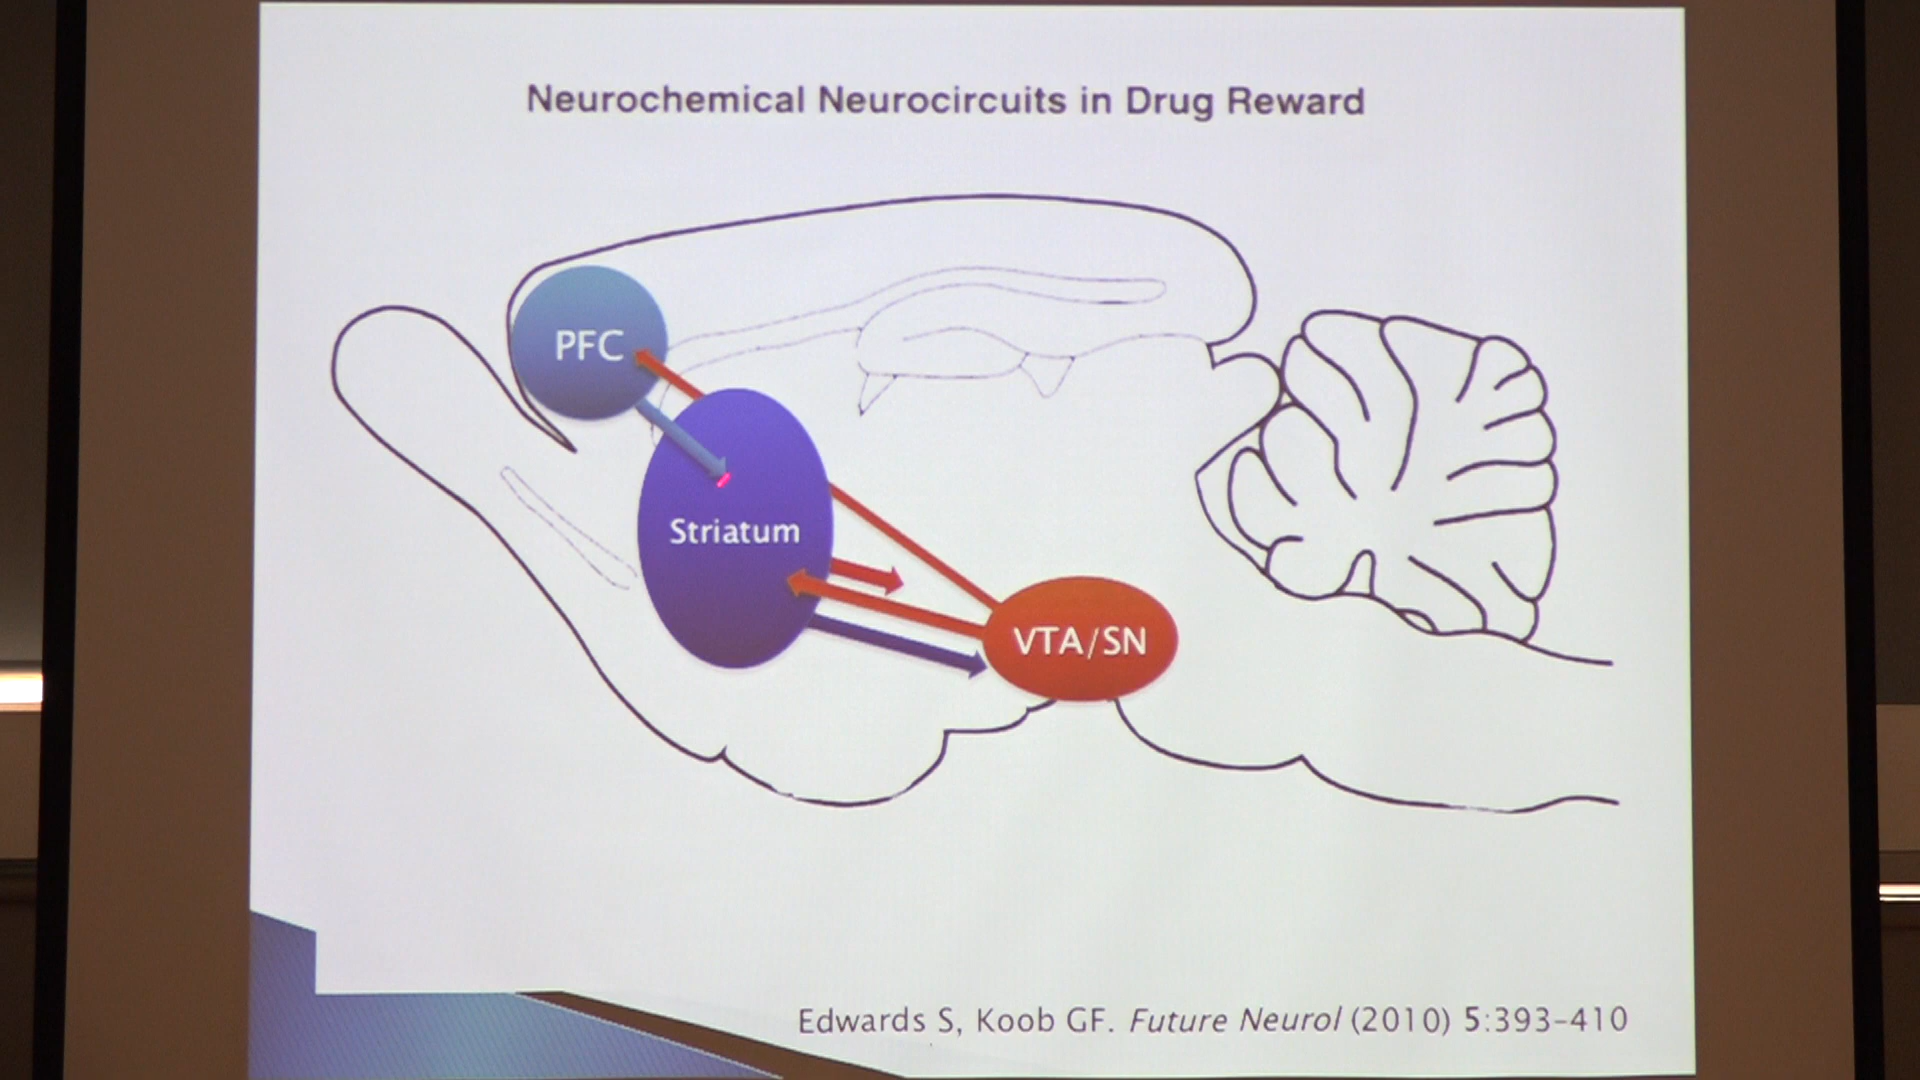 Neurochemical Neurocircuits in Drug Reward
PFC
Striatum
VTA/SN
Edwards S, Koob GF. Future Neurol (2010) 5:393-410